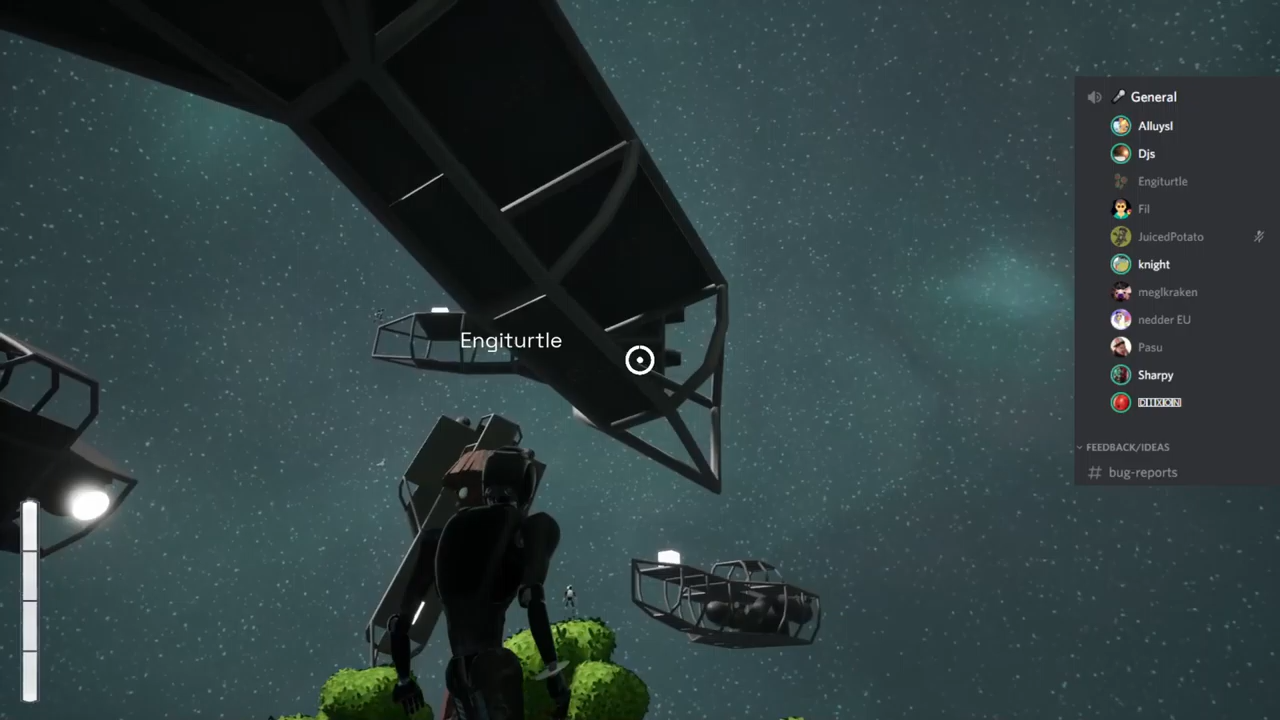 Engiturtle
General
Alluysl
Djs
Engiturtle
Fil
JuicedPotato
knight
meglkraken
nedder EU
Pasu
Sharpy
FEEDBACK/IDEAS
# bug-reports